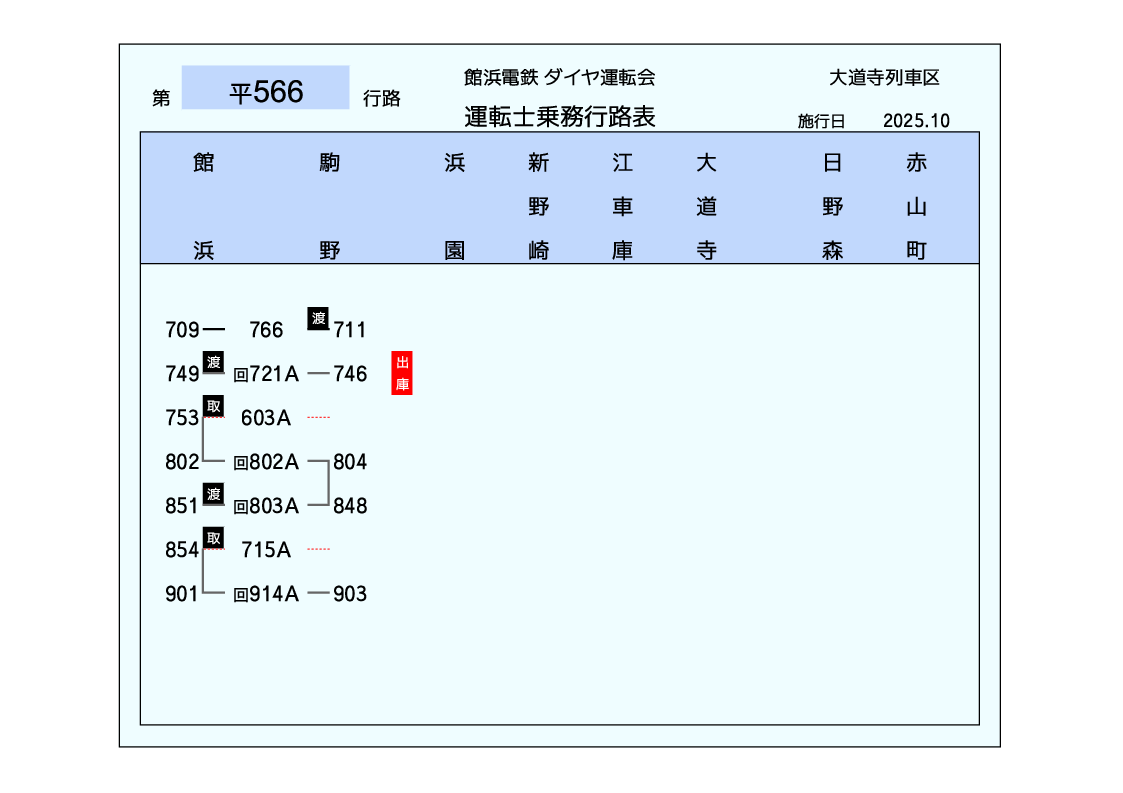 第 平566 行路
館浜電鉄 ダイヤ運転会
運転士乗務行路表
大道寺列車区
施行日 2025.10
館浜 駒野 浜園 新野崎 江車庫 大道寺 日野森 赤山町
709 766 渡 711
749 渡 回721A 746 出庫
753 取 603A
802 回802A 804
851 渡 回803A 848
854 取 715A
901 回914A 903